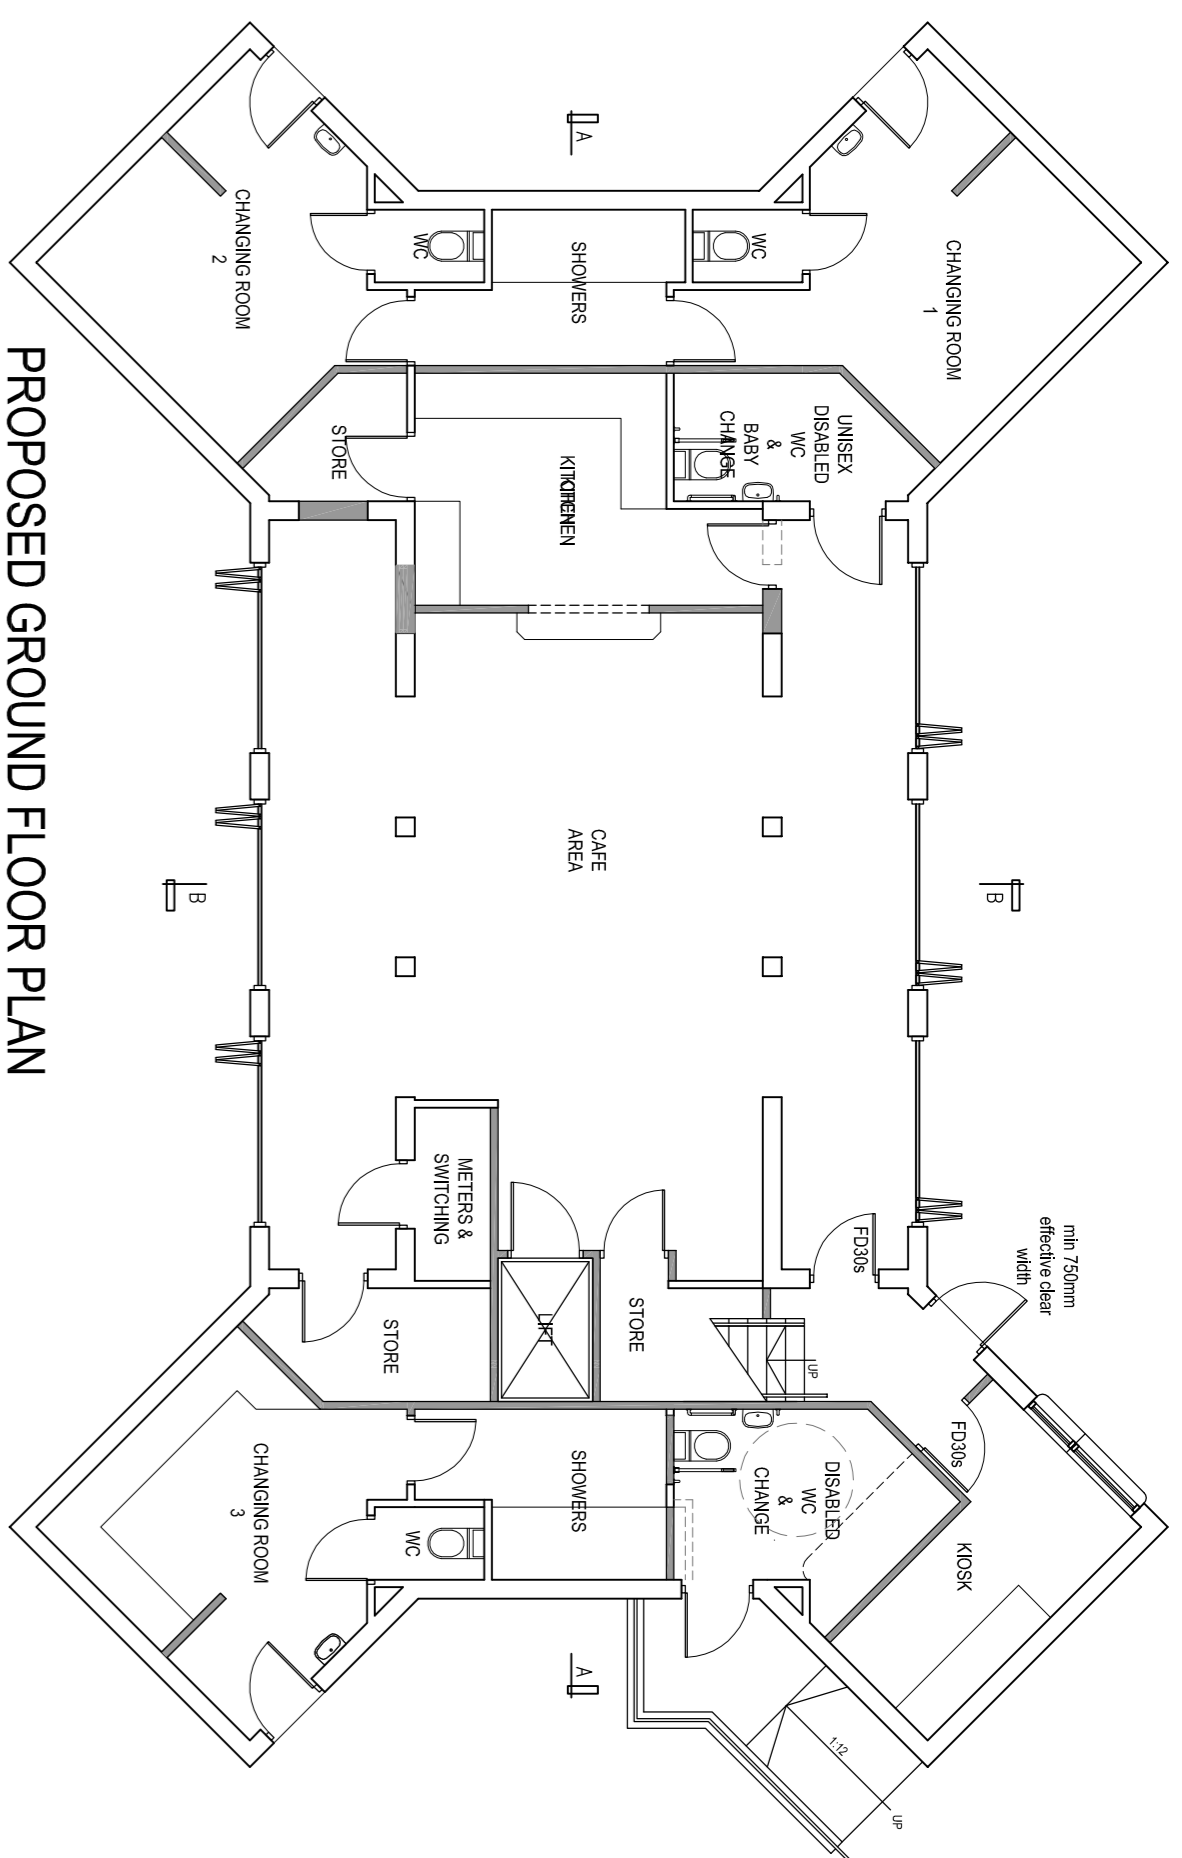 CHANGING ROOM
2
WC
SHOWERS
WC
CHANGING ROOM
1
A
STORE
KITCHEN
KITCHEN
UNISEX
DISABLED
WC
&
BABY
CHANGE
CAFE
AREA
B
B
METERS &
SWITCHING
STORE
LIFT
STORE
UP
FD30s
min 750mm
effective clear
width
FD30s
KIOSK
DISABLED
WC
&
CHANGE
SHOWERS
WC
CHANGING ROOM
3
A
1:12
UP
PROPOSED GROUND FLOOR PLAN